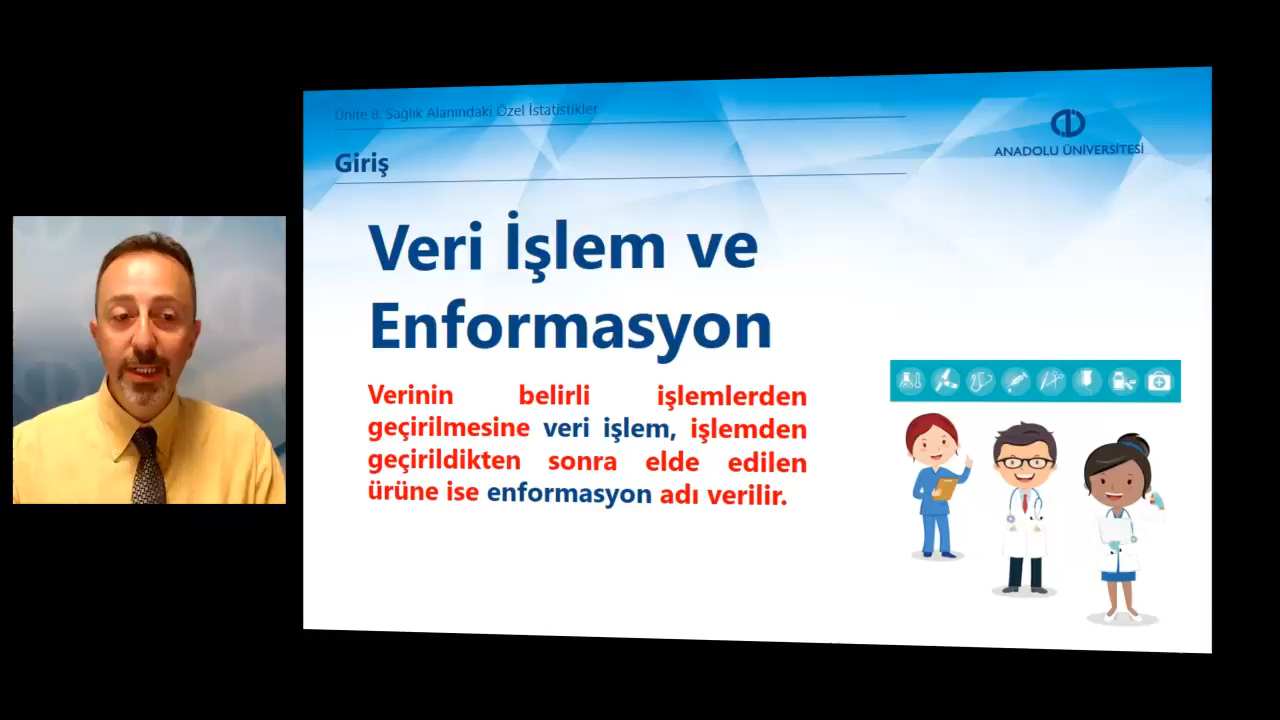 Ünite 8: Sağlık Alanındaki Özel İstatistikler
Giriş
ANADOLU ÜNİVERSİTESİ
Veri İşlem ve
Enformasyon
Verinin belirli işlemlerden
geçirilmesine veri işlem, işlemden
geçirildikten sonra elde edilen
ürüne ise enformasyon adı verilir.